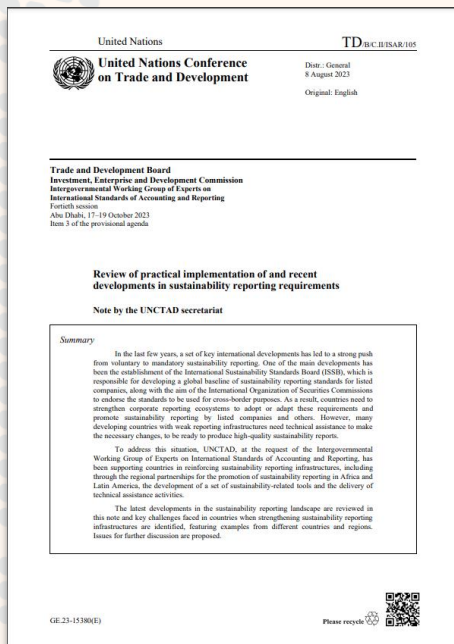 United Nations
TD/B/C.II/ISAR/105
United Nations Conference
on Trade and Development
Distr.: General
8 August 2023
Original: English
Trade and Development Board
Investment, Enterprise and Development Commission
Intergovernmental Working Group of Experts on
International Standards of Accounting and Reporting
Fortieth session
Abu Dhabi, 17–19 October 2023
Item 3 of the provisional agenda
Review of practical implementation of and recent
developments in sustainability reporting requirements
Note by the UNCTAD secretariat
Summary
In the last few years, a set of key international developments has led to a strong push
from voluntary to mandatory sustainability reporting. One of the main developments has
been the establishment of the International Sustainability Standards Board (ISSB), which is
responsible for developing a global baseline of sustainability reporting standards for listed
companies, along with the aim of the International Organization of Securities Commissions
to endorse the standards to be used for cross-border purposes. As a result, countries need to
strengthen corporate reporting ecosystems to adopt or adapt these requirements and
promote sustainability reporting by listed companies and others. However, many
developing countries with weak reporting infrastructures need technical assistance to make
the necessary changes, to be ready to produce high-quality sustainability reports.
To address this situation, UNCTAD, at the request of the Intergovernmental
Working Group of Experts on International Standards of Accounting and Reporting, has
been supporting countries in reinforcing sustainability reporting infrastructures, including
through the regional partnerships for the promotion of sustainability reporting in Africa and
Latin America, the development of a set of sustainability-related tools and the delivery of
technical assistance activities.
The latest developments in the sustainability reporting landscape are reviewed in
this note and key challenges faced in countries when strengthening sustainability reporting
infrastructures are identified, featuring examples from different countries and regions.
Issues for further discussion are proposed.
GE.23-15380(E)
Please recycle